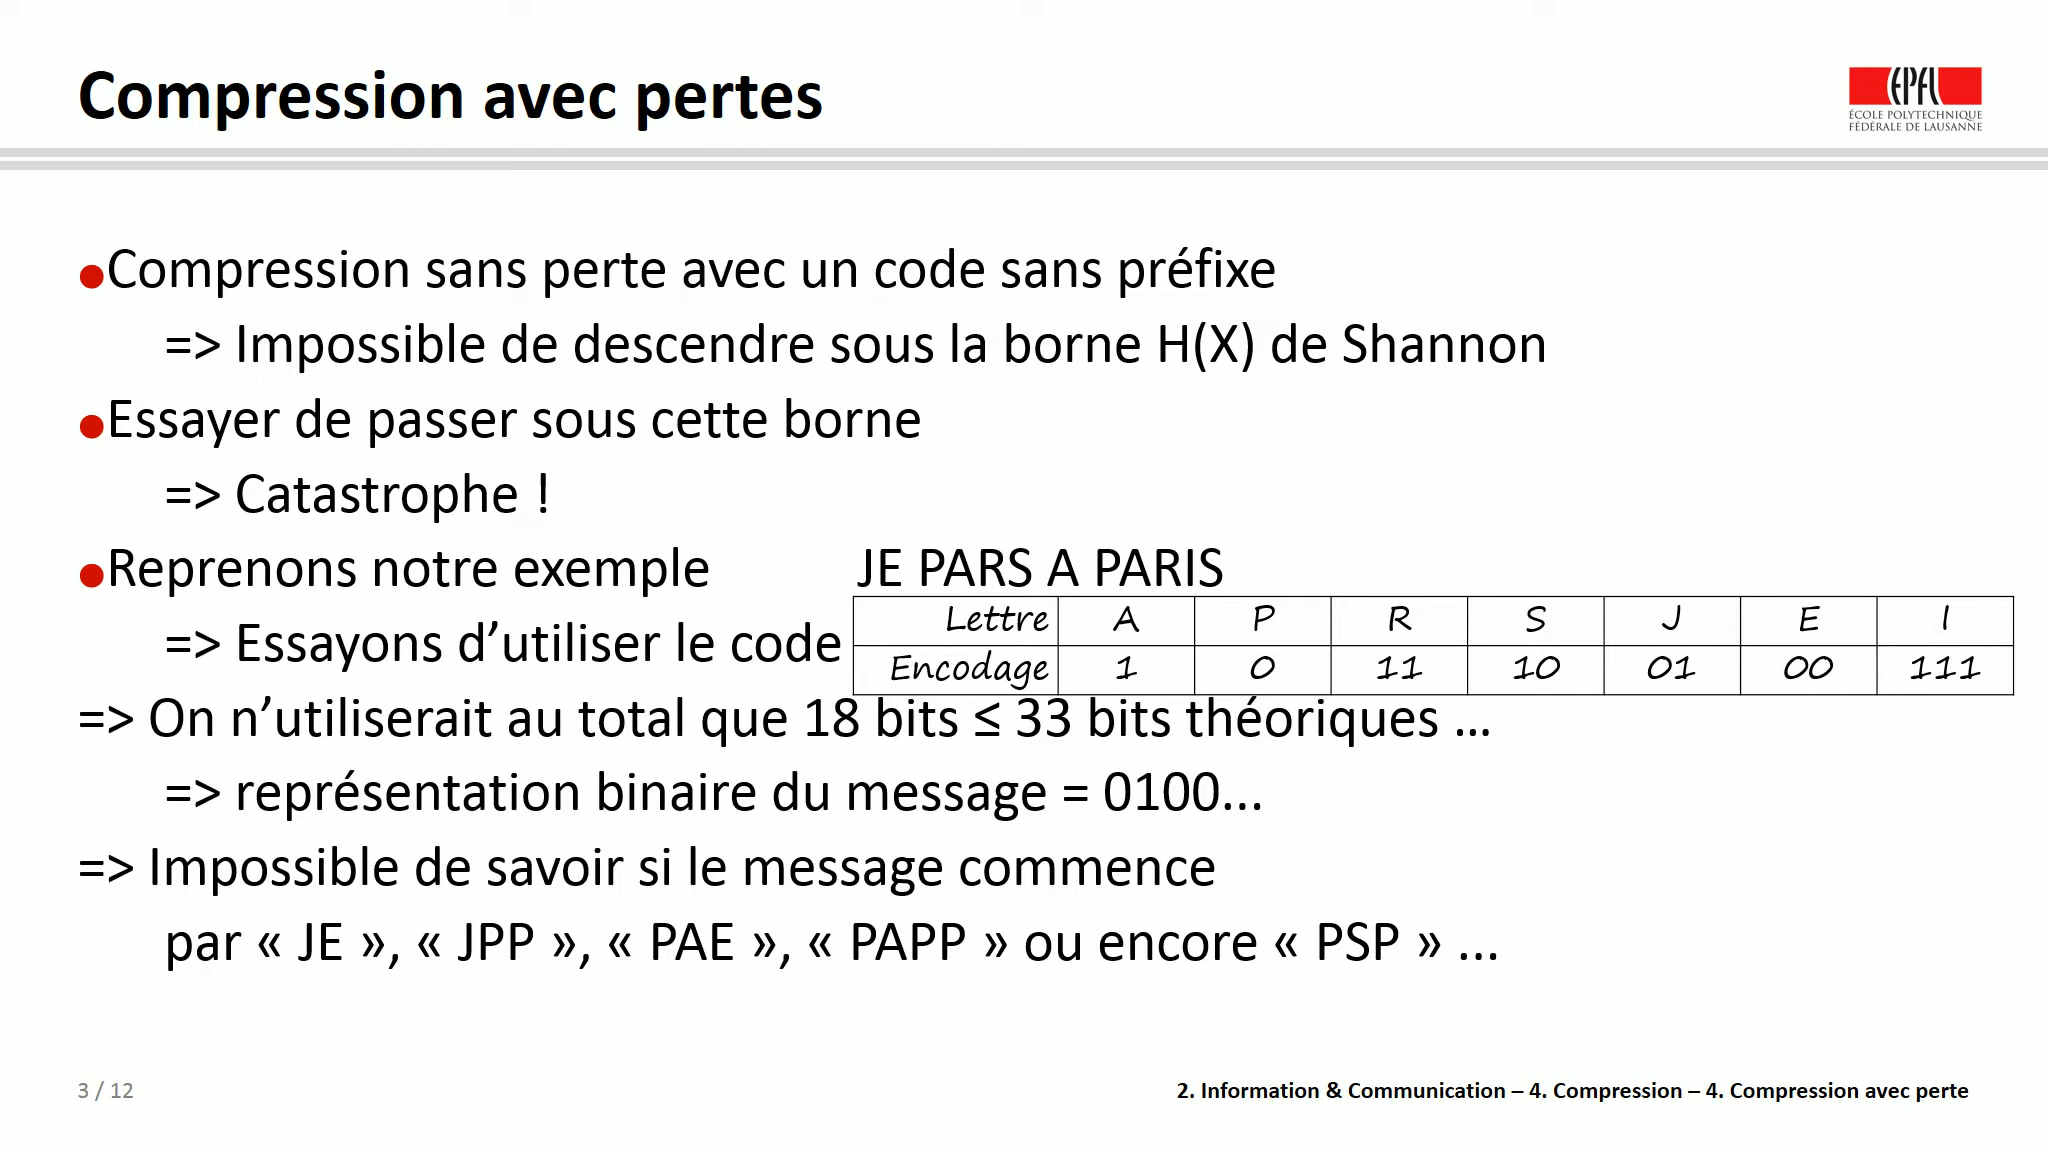 Compression avec pertes
EPFL
ÉCOLE POLYTECHNIQUE
FÉDÉRALE DE LAUSANNE
•Compression sans perte avec un code sans préfixe
=> Impossible de descendre sous la borne H(X) de Shannon
•Essayer de passer sous cette borne
=> Catastrophe !
•Reprenons notre exemple JE PARS A PARIS
=> Essayons d’utiliser le code
Lettre A P R S J E I
Encodage 1 0 11 10 01 00 111
=> On n’utiliserait au total que 18 bits ≤ 33 bits théoriques …
=> représentation binaire du message = 0100...
=> Impossible de savoir si le message commence
par « JE », « JPP », « PAE », « PAPP » ou encore « PSP » ...
3 / 12
2. Information & Communication – 4. Compression – 4. Compression avec perte